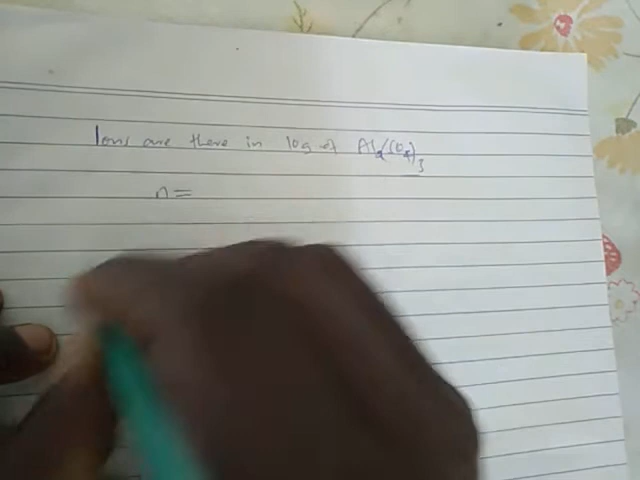 Ions are there in 10g of Al₂(SO₄)₃
n =